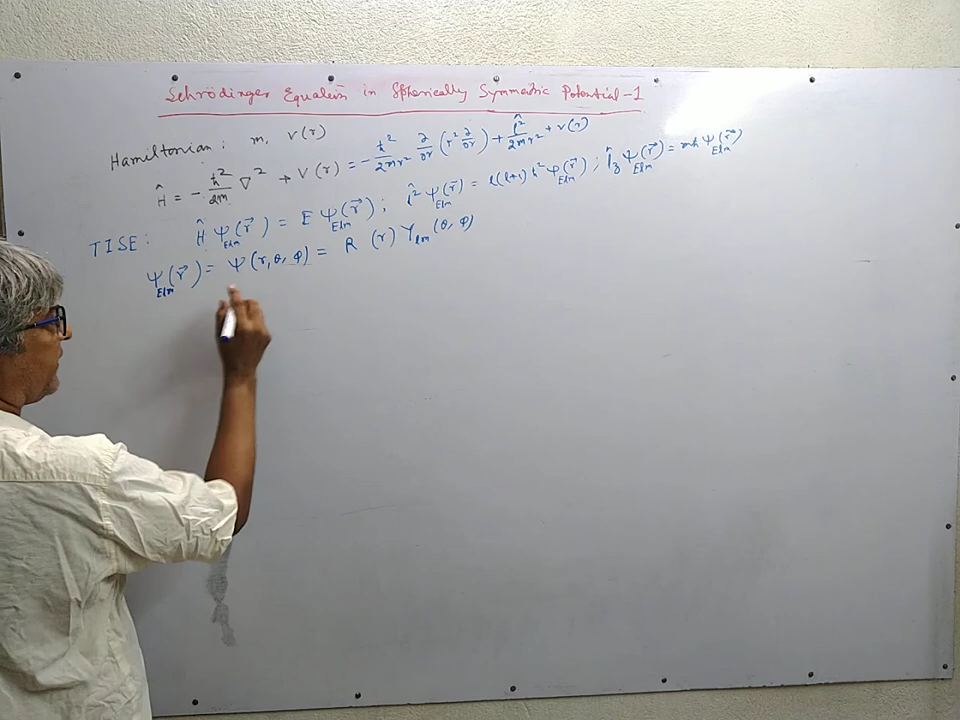 Schrödinger Equation in Spherically Symmetric Potential -1
Hamiltonian: m, V(r)
Ĥ = - ħ²/2m ∇² + V(r) = - ħ²/2mr² ∂/∂r (r² ∂/∂r) + l̂²/2mr² + V(r)
TISE: Ĥ Ψ_Elm(r⃗) = E Ψ_Elm(r⃗); l̂² Ψ_Elm(r⃗) = l(l+1) ħ² Ψ_Elm(r⃗); l̂_z Ψ_Elm(r⃗) = mħ Ψ_Elm(r⃗)
Ψ_Elm(r⃗) = Ψ(r, θ, φ) = R (r) Y_lm(θ, φ)